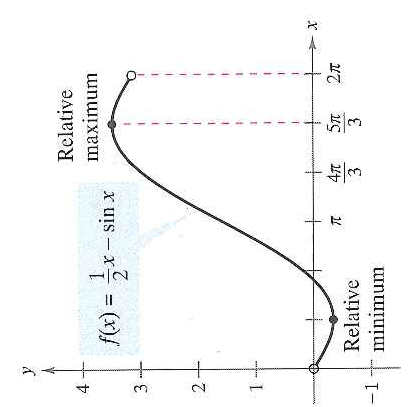 y
4
3
2
1
−1
Relative
maximum
f(x) = 1/2 x − sin x
Relative
minimum
π
4π/3
5π/3
2π
x